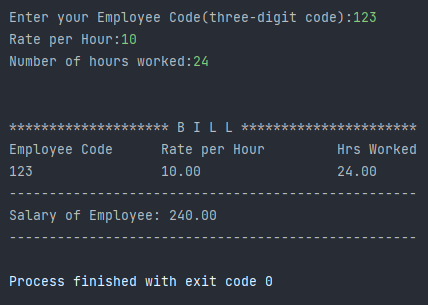 Enter your Employee Code(three-digit code):123
Rate per Hour:10
Number of hours worked:24
******************** B I L L **********************
Employee Code      Rate per Hour         Hrs Worked
123                10.00                 24.00
---------------------------------------------------
Salary of Employee: 240.00
---------------------------------------------------
Process finished with exit code 0